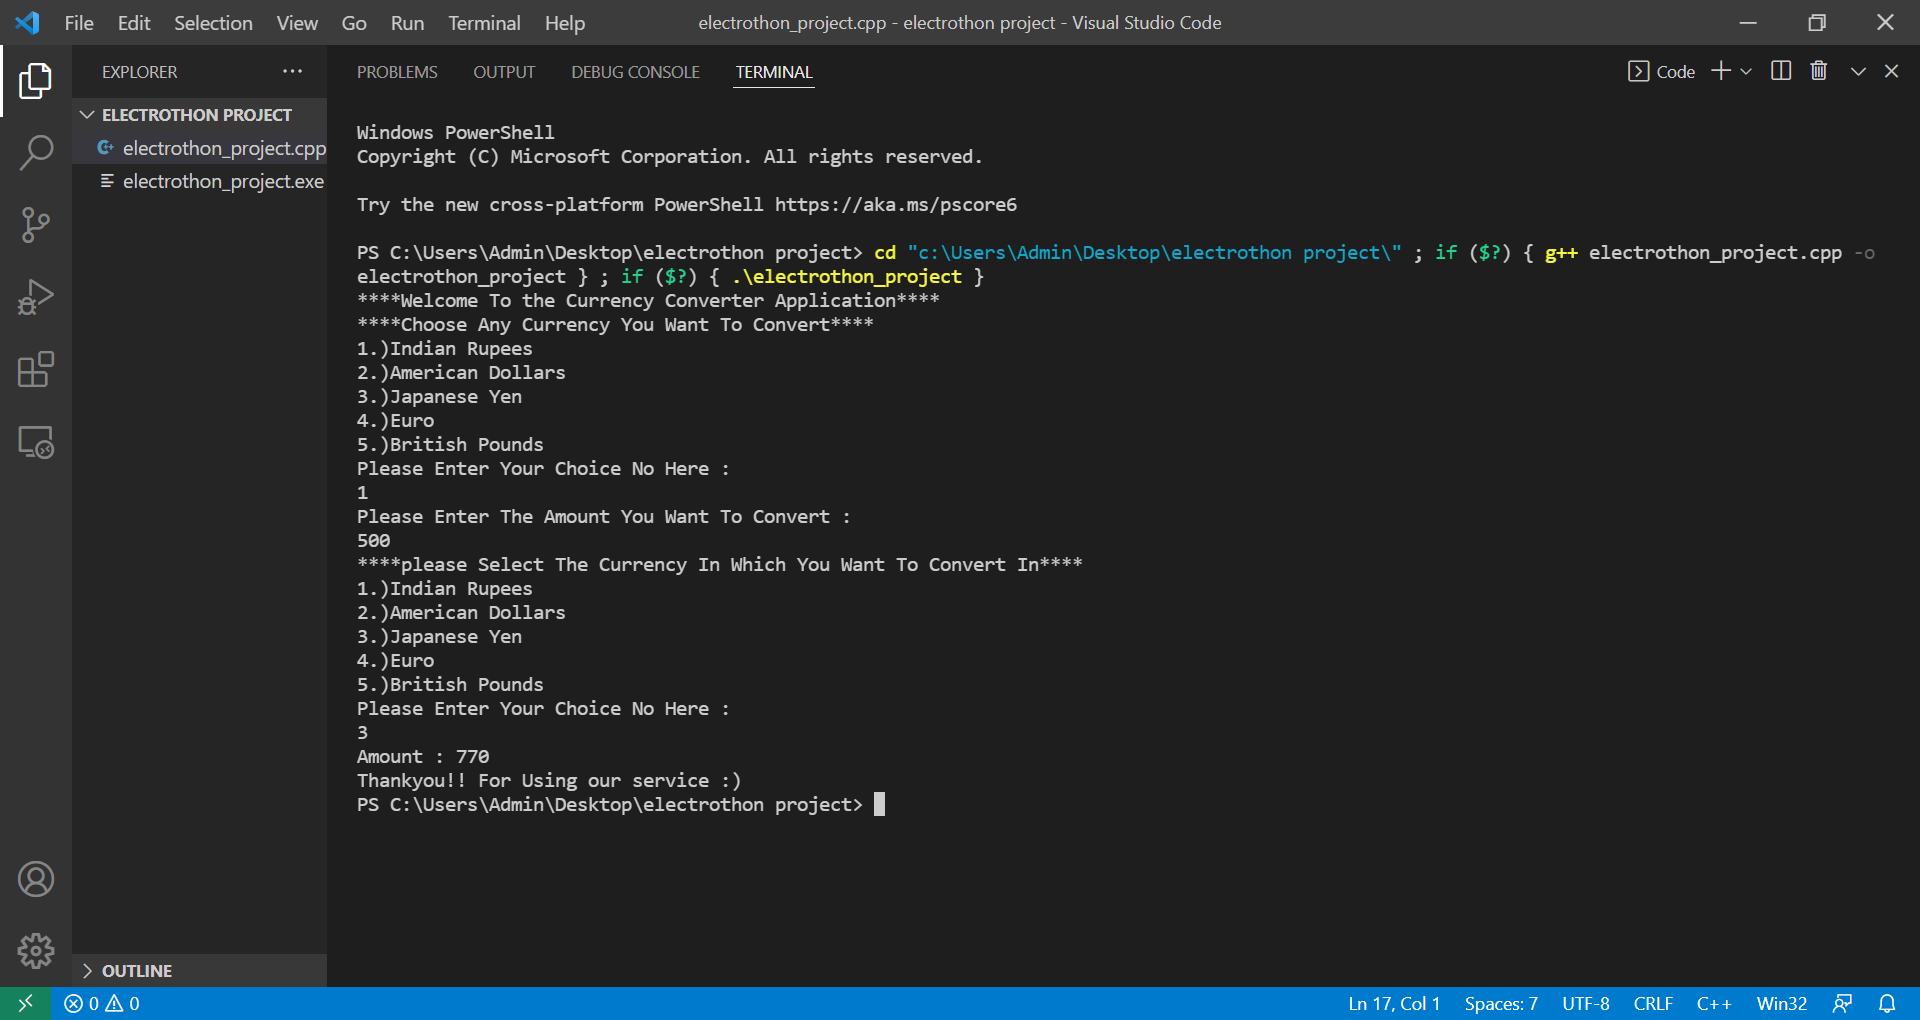 File Edit Selection View Go Run Terminal Help electrothon_project.cpp - electrothon project - Visual Studio Code
EXPLORER
PROBLEMS OUTPUT DEBUG CONSOLE TERMINAL
Code
ELECTROTHON PROJECT
electrothon_project.cpp
electrothon_project.exe
Windows PowerShell
Copyright (C) Microsoft Corporation. All rights reserved.
Try the new cross-platform PowerShell https://aka.ms/pscore6
PS C:\Users\Admin\Desktop\electrothon project> cd "c:\Users\Admin\Desktop\electrothon project\" ; if ($?) { g++ electrothon_project.cpp -o
electrothon_project } ; if ($?) { .\electrothon_project }
****Welcome To the Currency Converter Application****
****Choose Any Currency You Want To Convert****
1.)Indian Rupees
2.)American Dollars
3.)Japanese Yen
4.)Euro
5.)British Pounds
Please Enter Your Choice No Here :
1
Please Enter The Amount You Want To Convert :
500
****please Select The Currency In Which You Want To Convert In****
1.)Indian Rupees
2.)American Dollars
3.)Japanese Yen
4.)Euro
5.)British Pounds
Please Enter Your Choice No Here :
3
Amount : 770
Thankyou!! For Using our service :)
PS C:\Users\Admin\Desktop\electrothon project>
OUTLINE
0 0
Ln 17, Col 1 Spaces: 7 UTF-8 CRLF C++ Win32